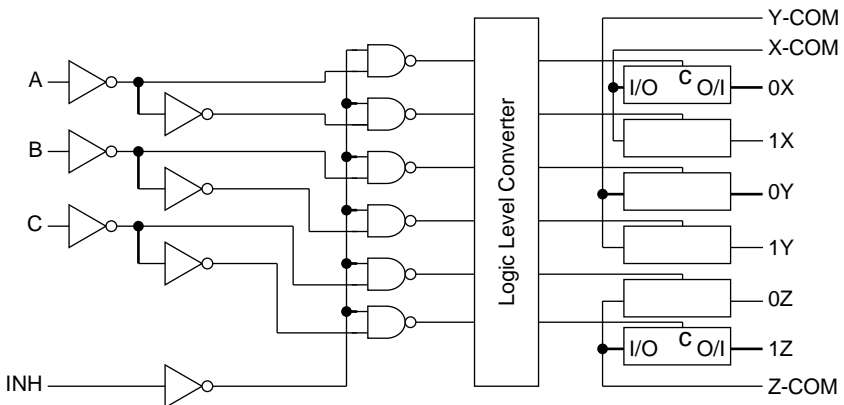 Y-COM
X-COM
A
I/O C O/I
0X
1X
B
0Y
C
1Y
0Z
I/O C O/I
1Z
INH
Z-COM
Logic Level Converter